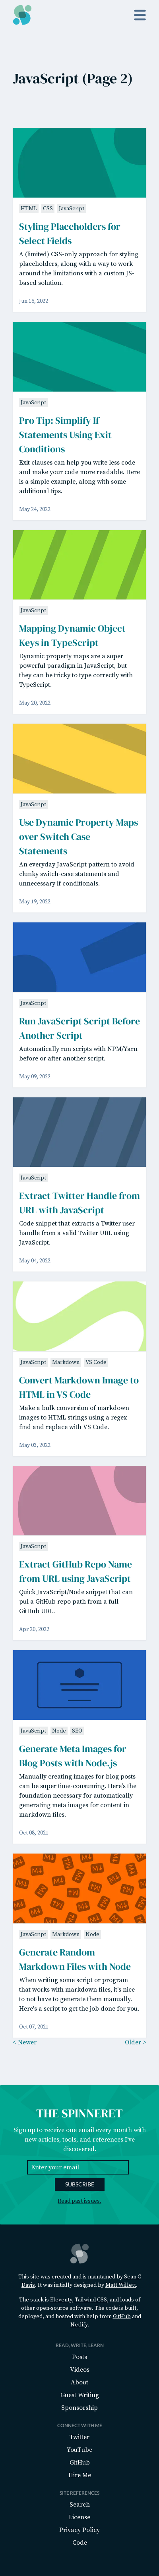 JavaScript (Page 2)
HTML CSS JavaScript
Styling Placeholders for
Select Fields
A (limited) CSS-only approach for styling
placeholders, along with a way to work
around the limitations with a custom JS-
based solution.
Jun 16, 2022
JavaScript
Pro Tip: Simplify If
Statements Using Exit
Conditions
Exit clauses can help you write less code
and make your code more readable. Here
is a simple example, along with some
additional tips.
May 24, 2022
JavaScript
Mapping Dynamic Object
Keys in TypeScript
Dynamic properties are a super
powerful paradigm in JavaScript, but
they can be tricky to type correctly with
TypeScript.
May 20, 2022
JavaScript
Use Dynamic Property Maps
over Switch Case
Statements
An everyday JavaScript pattern to avoid
clunky switch-case statements and
unnecessary if conditionals.
May 19, 2022
JavaScript
Run JavaScript Script Before
Another Script
Automatically run scripts with NPM/Yarn
before or after another script.
May 09, 2022
JavaScript
Extract Twitter Handle from
URL with JavaScript
Code snippet that extracts a Twitter user
handle from a valid Twitter URL using
JavaScript.
May 04, 2022
JavaScript Markdown VS Code
Convert Markdown Image to
HTML in VS Code
Make a bulk conversion of markdown
images to HTML strings using a regex
find and replace with VS Code.
May 03, 2022
JavaScript
Extract GitHub Repo Name
from URL using JavaScript
Quick JavaScript/Node snippet that can
pul a GitHub repo path from a full
GitHub URL.
Apr 20, 2022
JavaScript Node SEO
Generate Meta Images for
Blog Posts with Node.js
Manually creating images for blog posts
can be super time-consuming. Here's the
foundation necessary for automatically
generating meta images for content in
markdown files.
Oct 08, 2021
JavaScript Markdown Node
Generate Random
Markdown Files with Node
When writing some script or program
that works with markdown files, it's nice
to not have to generate them manually.
Here's a script to get the job done for you.
Oct 07, 2021
< Newer Older >
THE SPINNERET
Sign up to receive one email every month with
new articles, tools, and references I've
discovered.
Enter your email
SUBSCRIBE
Read past issues.
This site was created and is maintained by Sean C
Davis. It was initially designed by Matt Willett.
The stack is Eleventy, Tailwind CSS, and loads of
other open-source software. The code is built,
deployed, and hosted with help from GitHub and
Netlify.
READ, WRITE, LEARN
Posts
Videos
About
Guest Writing
Sponsorship
CONNECT WITH ME
Twitter
YouTube
GitHub
Hire Me
SITE REFERENCES
Search
License
Privacy Policy
Code